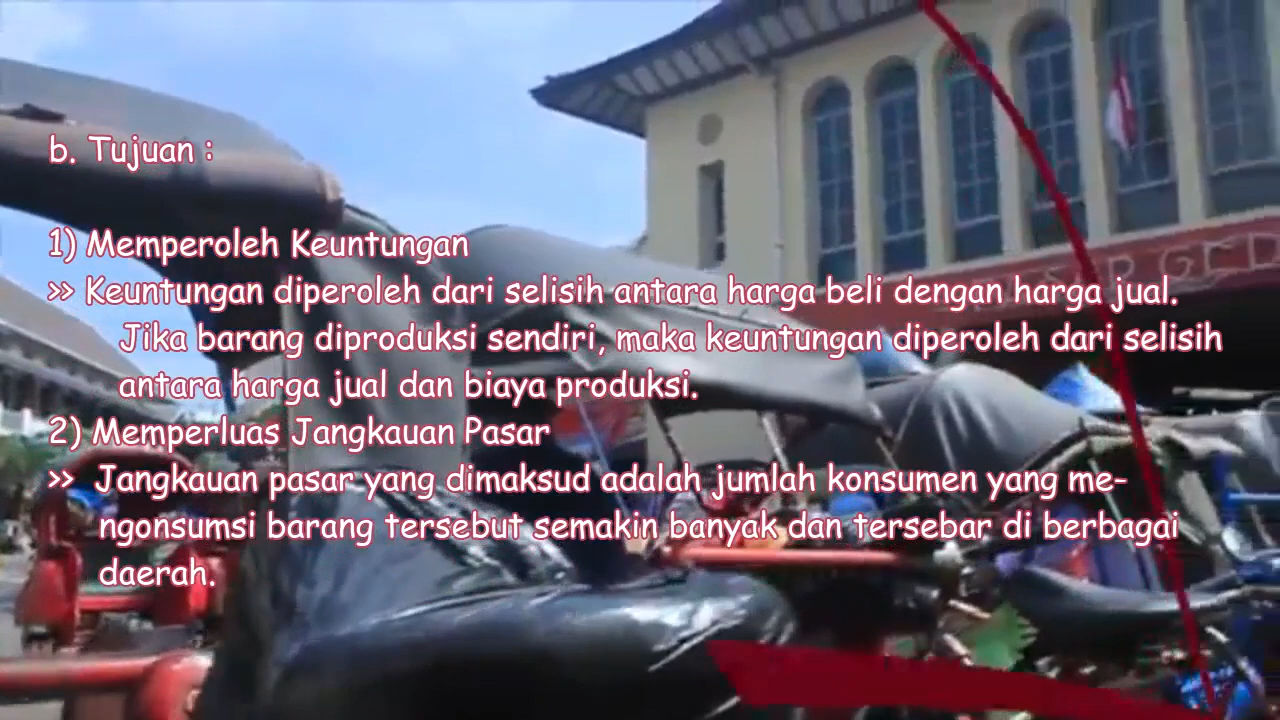 b. Tujuan :
1) Memperoleh Keuntungan
>> Keuntungan diperoleh dari selisih antara harga beli dengan harga jual.
Jika barang diproduksi sendiri, maka keuntungan diperoleh dari selisih
antara harga jual dan biaya produksi.
2) Memperluas Jangkauan Pasar
>> Jangkauan pasar yang dimaksud adalah jumlah konsumen yang me-
ngonsumsi barang tersebut semakin banyak dan tersebar di berbagai
daerah.